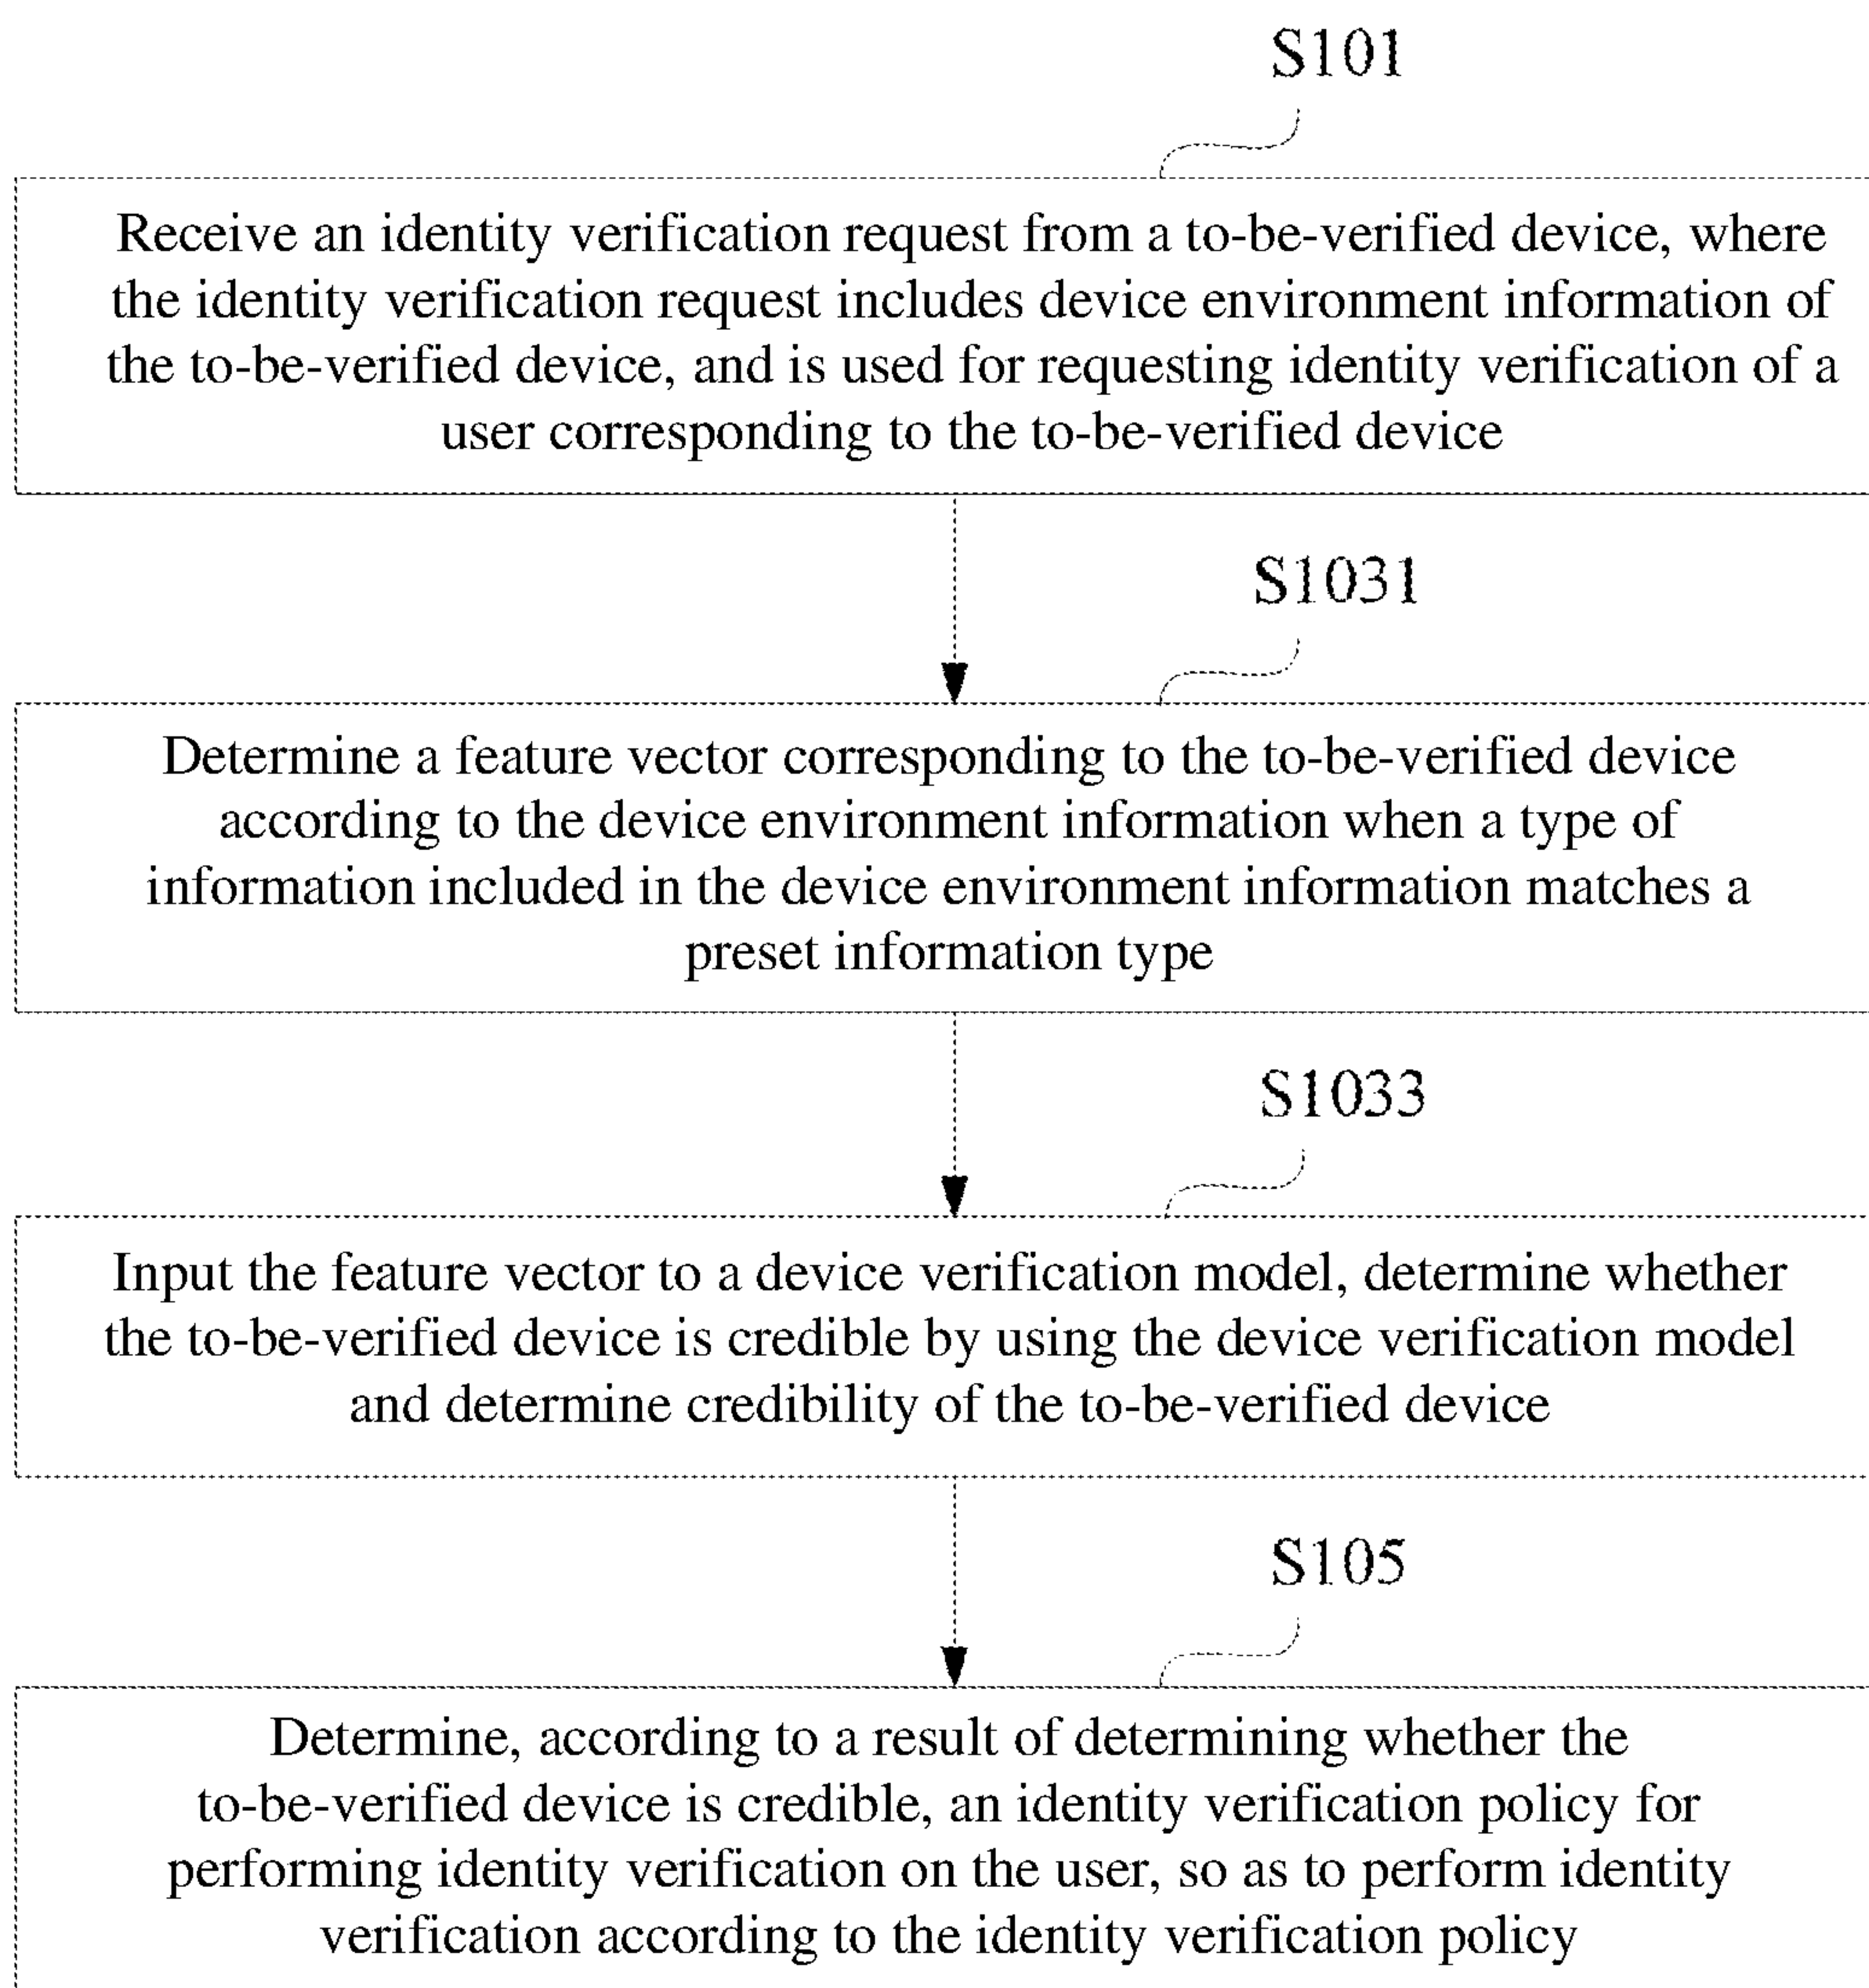 S101
Receive an identity verification request from a to-be-verified device, where
the identity verification request includes device environment information of
the to-be-verified device, and is used for requesting identity verification of a
user corresponding to the to-be-verified device
S1031
Determine a feature vector corresponding to the to-be-verified device
according to the device environment information when a type of
information included in the device environment information matches a
preset information type
S1033
Input the feature vector to a device verification model, determine whether
the to-be-verified device is credible by using the device verification model
and determine credibility of the to-be-verified device
S105
Determine, according to a result of determining whether the
to-be-verified device is credible, an identity verification policy for
performing identity verification on the user, so as to perform identity
verification according to the identity verification policy